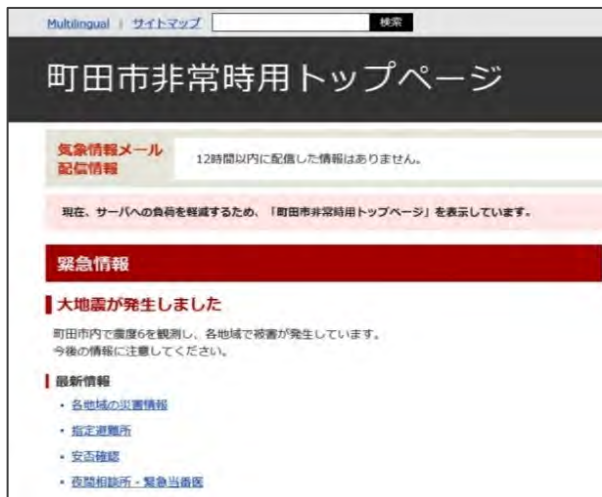 Multilingual | サイトマップ 検索
町田市非常時用トップページ
気象情報メール
配信情報
12時間以内に配信した情報はありません。
現在、サーバへの負荷を軽減するため、「町田市非常時用トップページ」を表示しています。
緊急情報
大地震が発生しました
町田市内で震度6を観測し、各地域で被害が発生しています。
今後の情報に注意してください。
最新情報
・ 各地域の災害情報
・ 指定避難所
・ 安否確認
・ 夜間相談所・緊急当番医